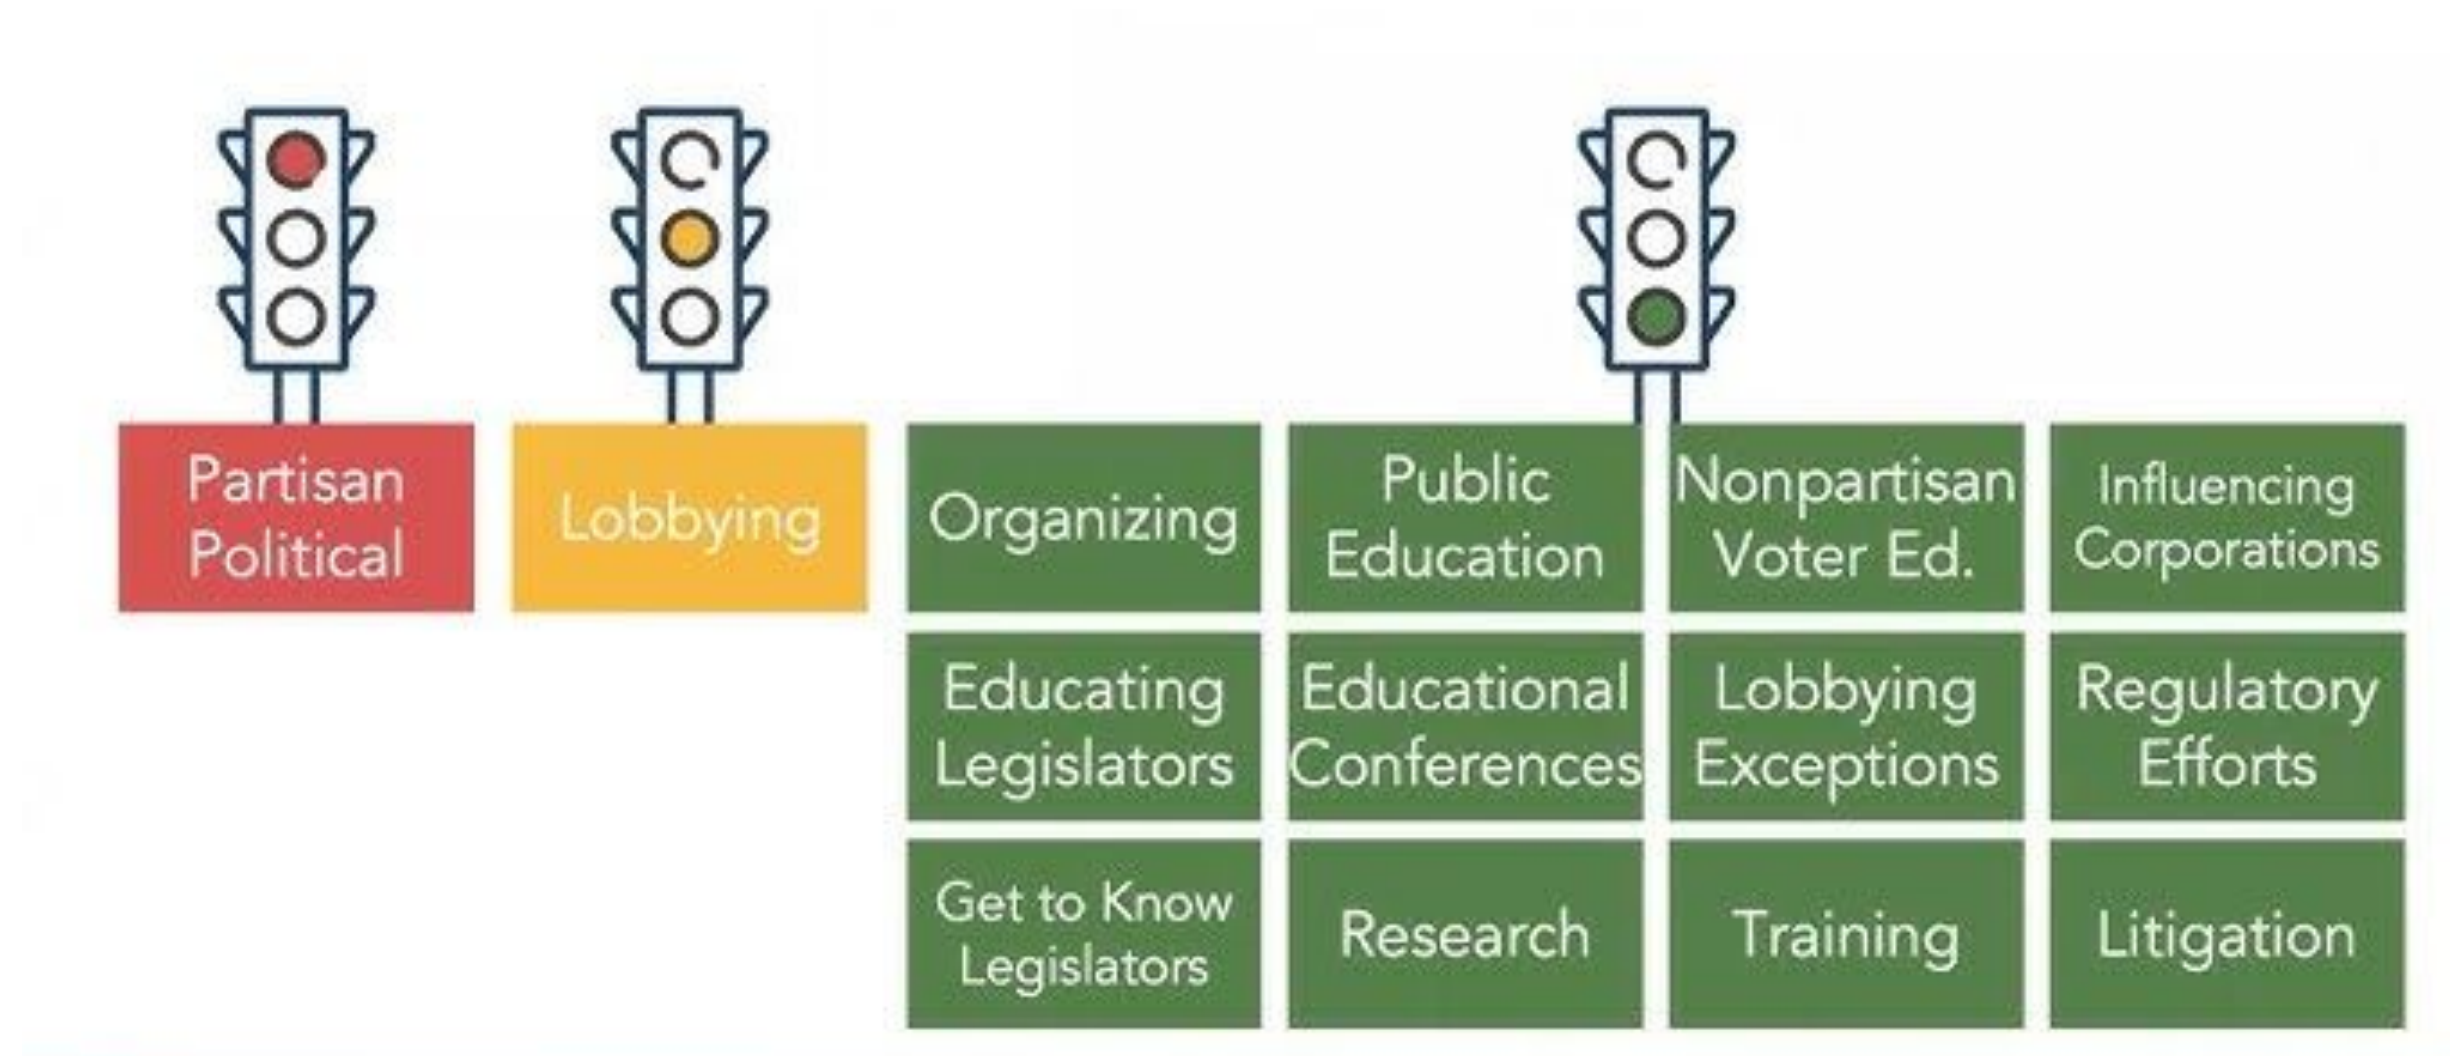 Partisan
Political
Lobbying
Organizing
Public
Education
Nonpartisan
Voter Ed.
Influencing
Corporations
Educating
Legislators
Educational
Conferences
Lobbying
Exceptions
Regulatory
Efforts
Get to Know
Legislators
Research
Training
Litigation